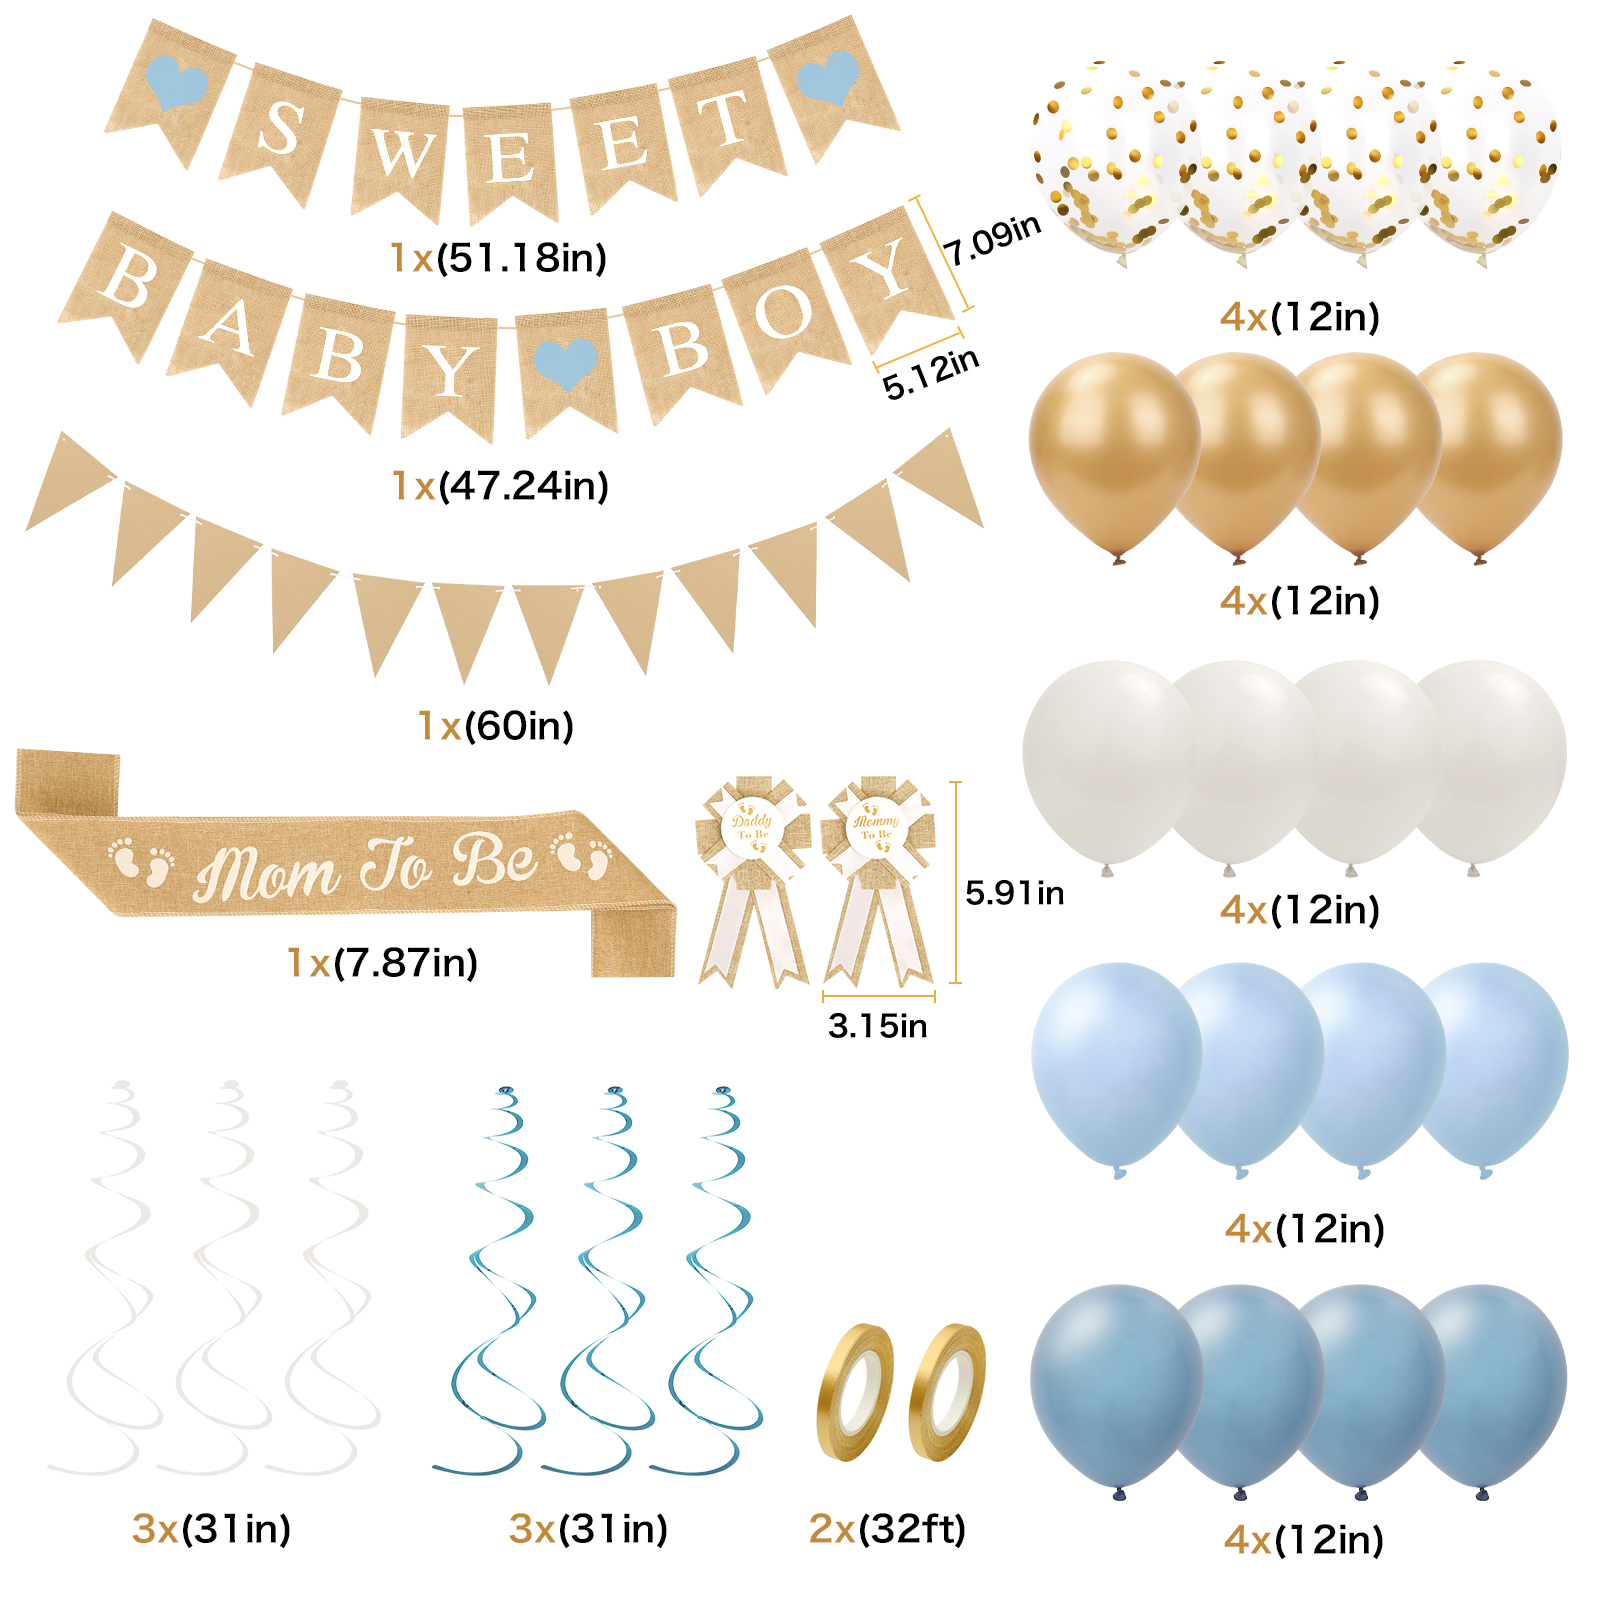 SWEET
1x(51.18in)
BABY BOY
7.09in
5.12in
1x(47.24in)
1x(60in)
Mom To Be
1x(7.87in)
Daddy
To Be
Mommy
To Be
5.91in
3.15in
3x(31in)
3x(31in)
2x(32ft)
4x(12in)
4x(12in)
4x(12in)
4x(12in)
4x(12in)